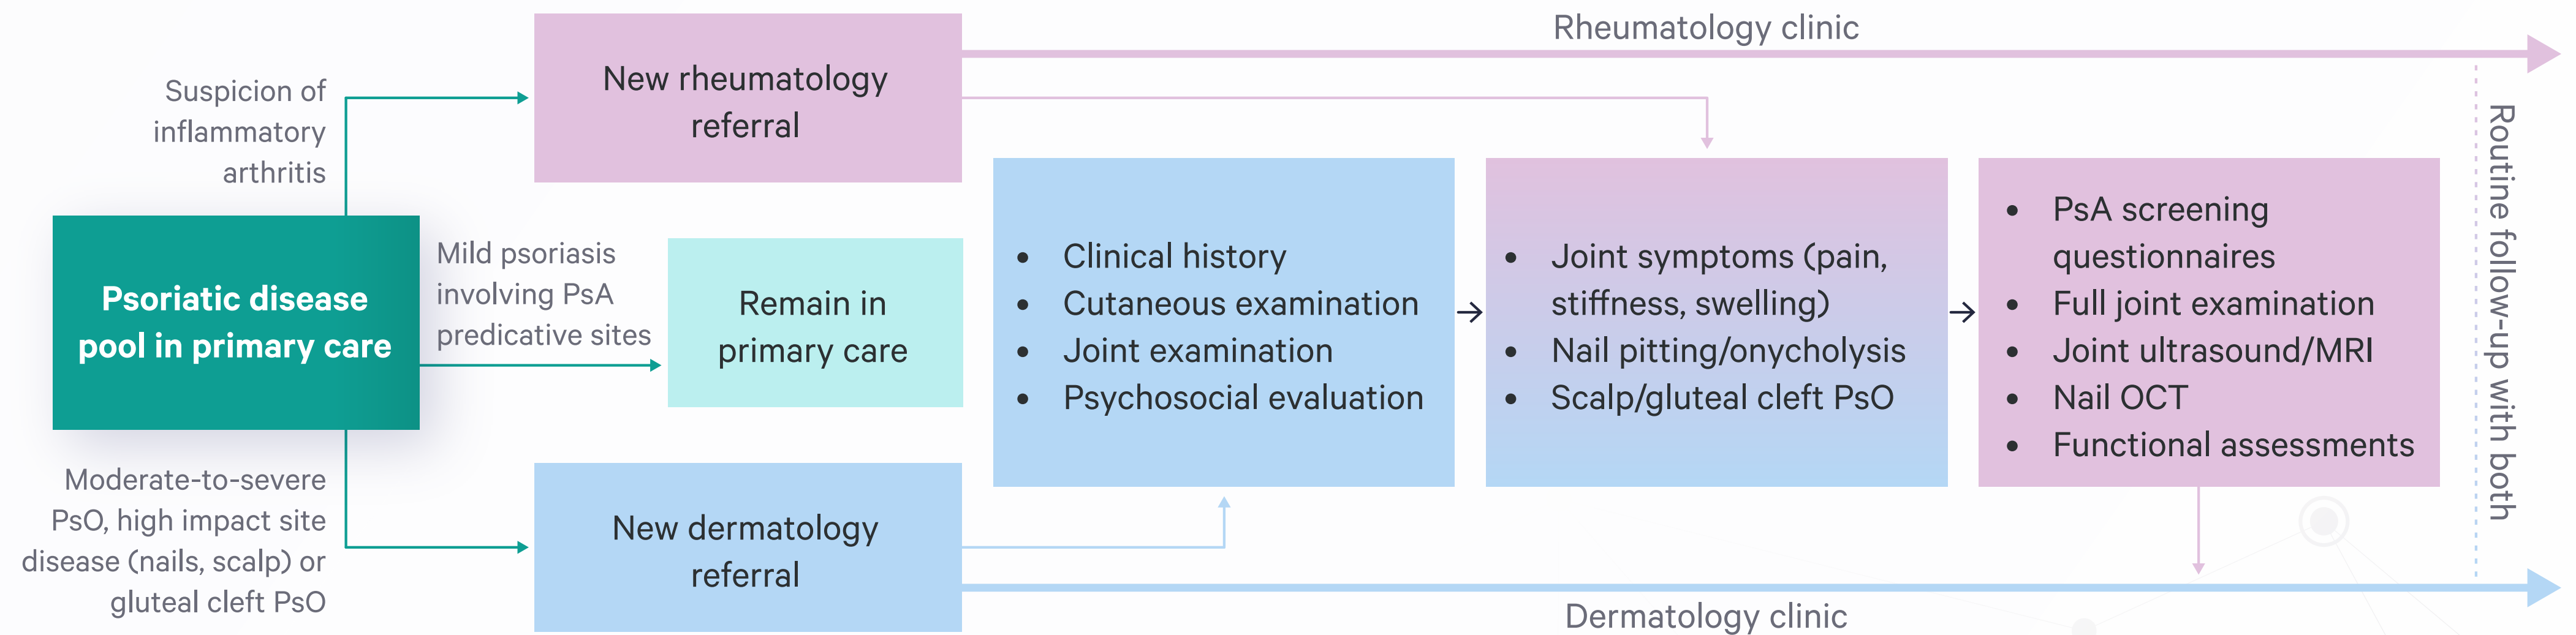 Rheumatology clinic
New rheumatology
referral
Suspicion of
inflammatory
arthritis
Psoriatic disease
pool in primary care
Mild psoriasis
involving PsA
predicative sites
Remain in
primary care
Moderate-to-severe
PsO, high impact site
disease (nails, scalp) or
gluteal cleft PsO
New dermatology
referral
• Clinical history
• Cutaneous examination
• Joint examination
• Psychosocial evaluation
• Joint symptoms (pain,
stiffness, swelling)
• Nail pitting/onycholysis
• Scalp/gluteal cleft PsO
• PsA screening
questionnaires
• Full joint examination
• Joint ultrasound/MRI
• Nail OCT
• Functional assessments
Routine follow-up with both
Dermatology clinic